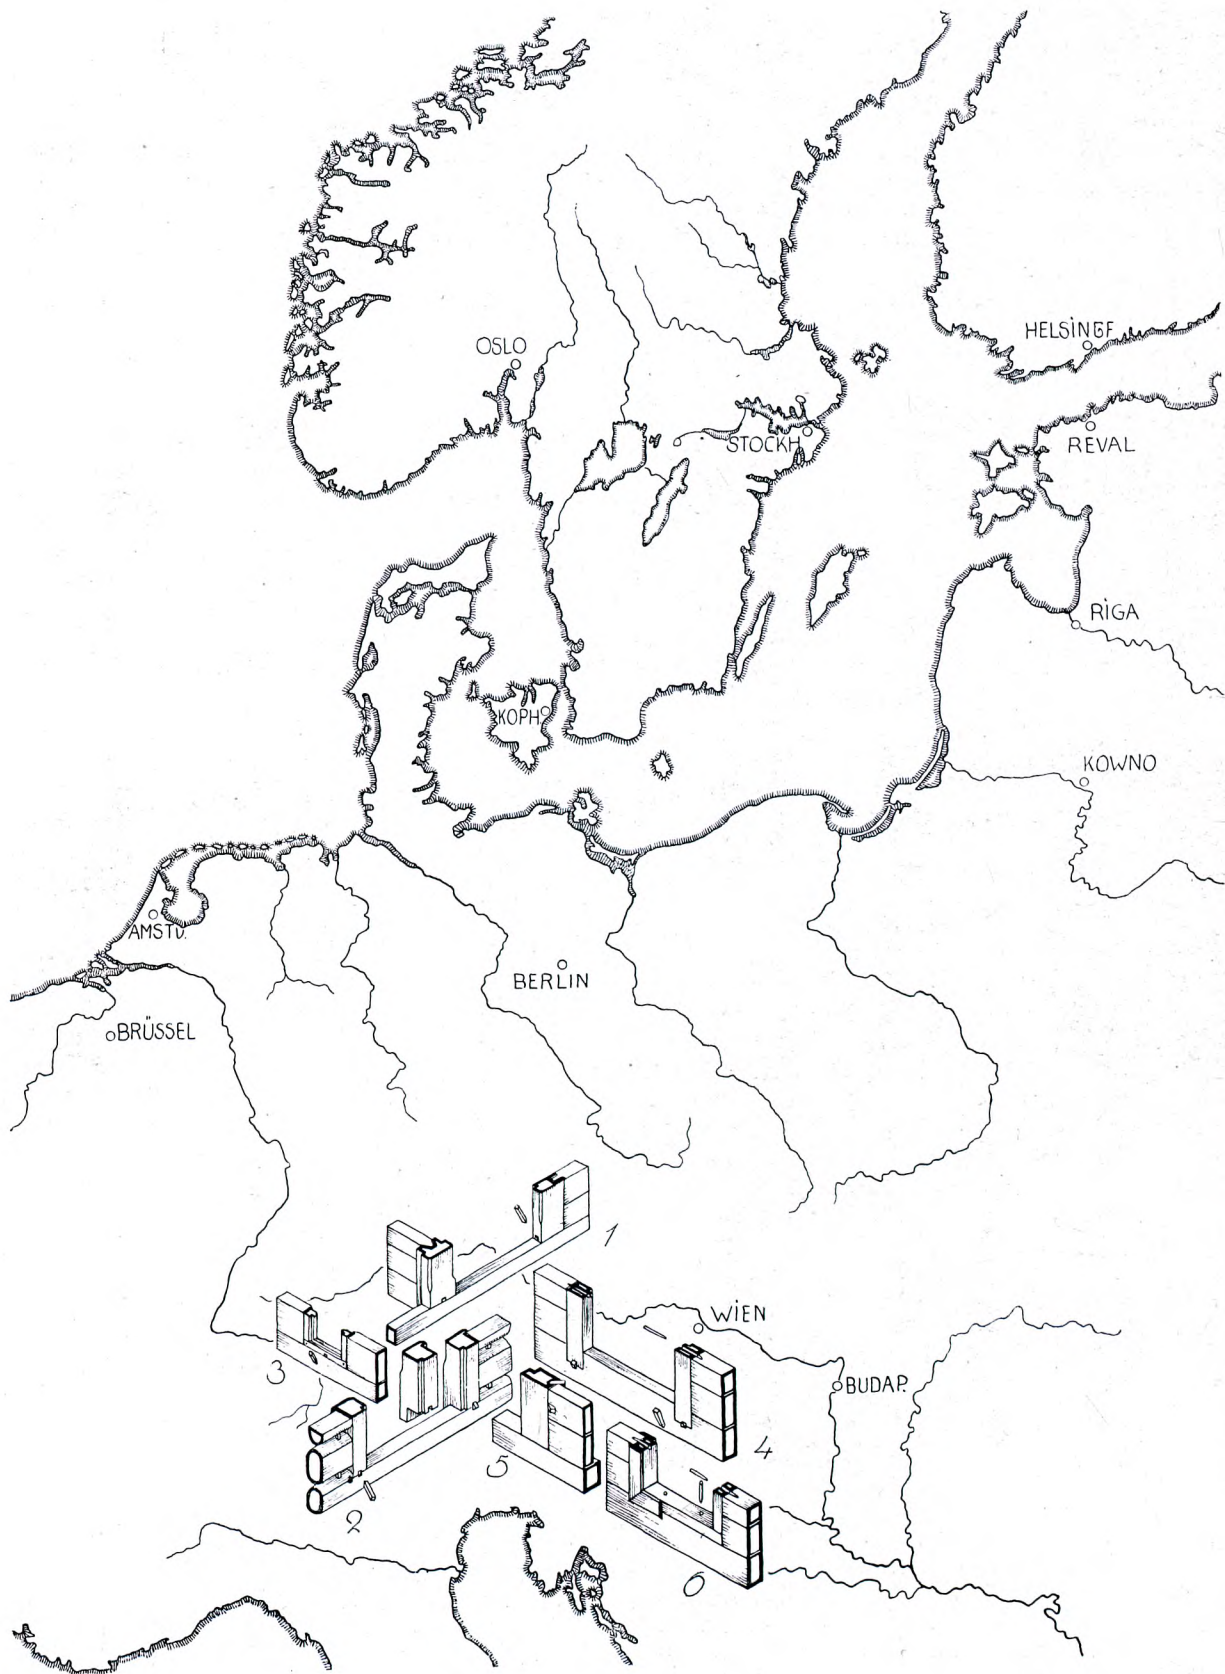 HELSiNGF
OSLO
STOCKH
REVAL
RiGA
KOPH
KOWNO
AMSTD.
BERLiN
BRÜSSEL
1
WiEN
3
BUDAP.
4
5
2
6